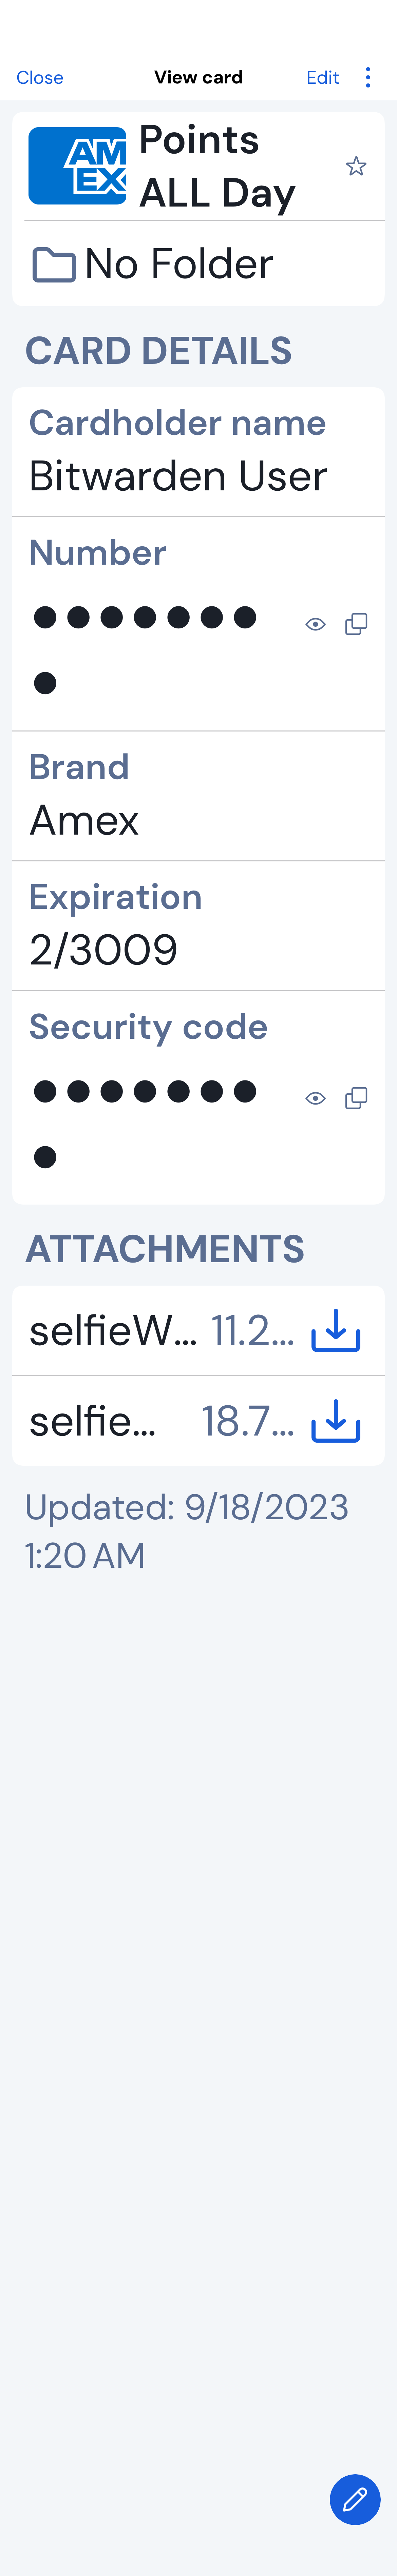 Close View card Edit
AM
EX
Points
ALL Day
No Folder
CARD DETAILS
Cardholder name
Bitwarden User
Number
Brand
Amex
Expiration
2/3009
Security code
ATTACHMENTS
selfieW... 11.2...
selfie... 18.7...
Updated: 9/18/2023
1:20 AM